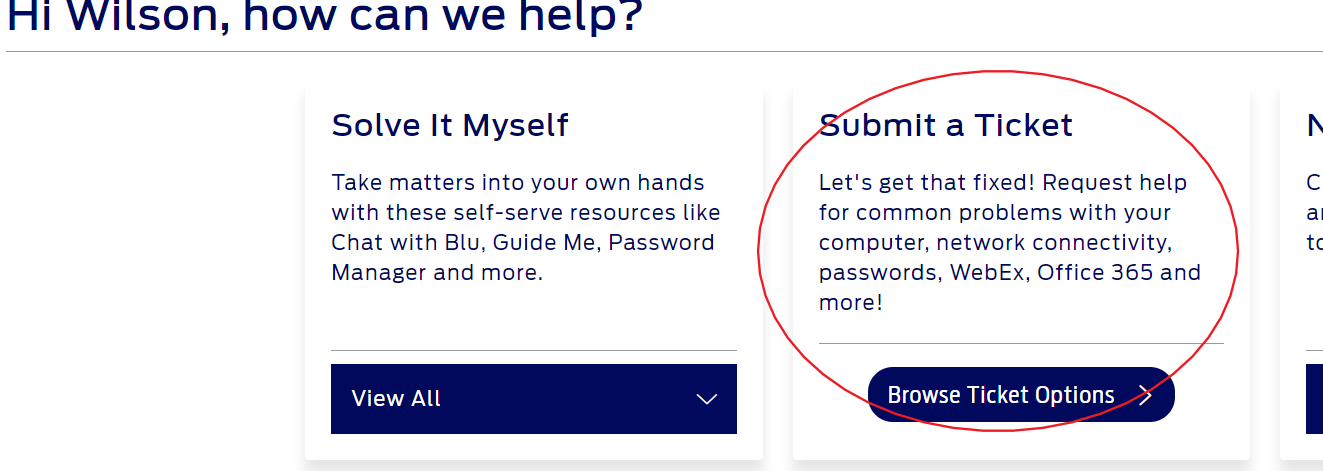 Hi Wilson, how can we help?
Solve It Myself
Take matters into your own hands
with these self-serve resources like
Chat with Blu, Guide Me, Password
Manager and more.
View All
Submit a Ticket
Let's get that fixed! Request help
for common problems with your
computer, network connectivity,
passwords, WebEx, Office 365 and
more!
Browse Ticket Options